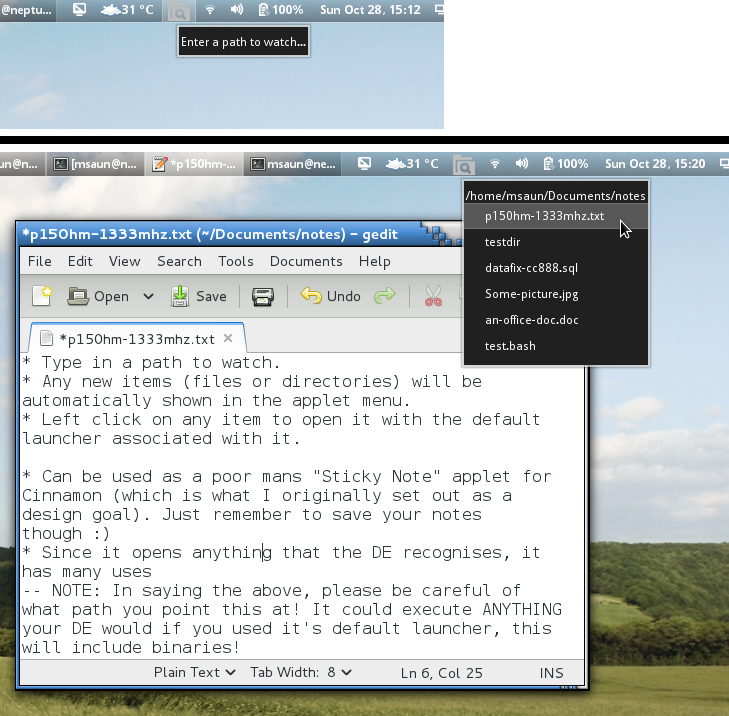 @neptu... 31 °C 100% Sun Oct 28, 15:12
Enter a path to watch...
un@n... [msaun@n... *p150hm-... msaun@ne... 31 °C 100% Sun Oct 28, 15:20
/home/msaun/Documents/notes
p150hm-1333mhz.txt
testdir
datafix-cc888.sql
Some-picture.jpg
an-office-doc.doc
test.bash
*p150hm-1333mhz.txt (~/Documents/notes) - gedit
File Edit View Search Tools Documents Help
Open Save Undo
*p150hm-1333mhz.txt
* Type in a path to watch.
* Any new items (files or directories) will be
automatically shown in the applet menu.
* Left click on any item to open it with the default
launcher associated with it.
* Can be used as a poor mans "Sticky Note" applet for
Cinnamon (which is what I originally set out as a
design goal). Just remember to save your notes
though :)
* Since it opens anything that the DE recognises, it
has many uses
-- NOTE: In saying the above, please be careful of
what path you point this at! It could execute ANYTHING
your DE would if you used it's default launcher, this
will include binaries!
Plain Text Tab Width: 8 Ln 6, Col 25 INS